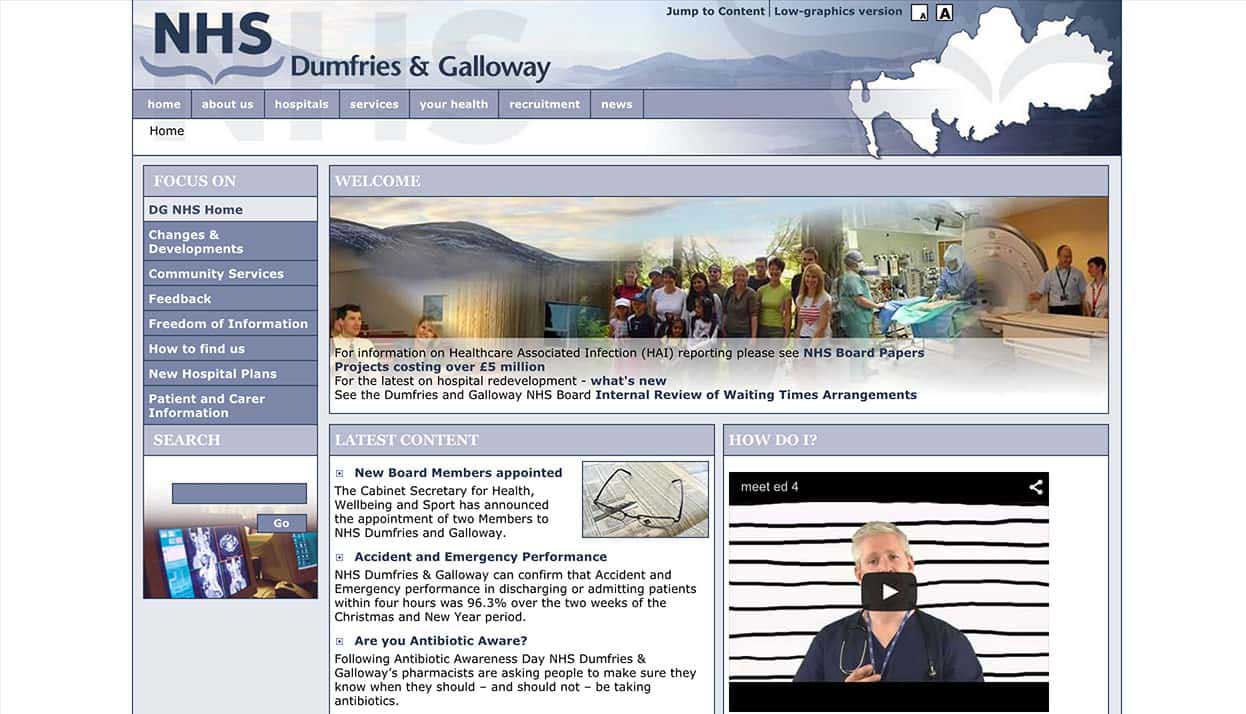 Jump to Content Low-graphics version A A
NHS
Dumfries & Galloway
home about us hospitals services your health recruitment news
Home
FOCUS ON
DG NHS Home
Changes &
Developments
Community Services
Feedback
Freedom of Information
How to find us
New Hospital Plans
Patient and Carer
Information
SEARCH
Go
WELCOME
For information on Healthcare Associated Infection (HAI) reporting please see NHS Board Papers
Projects costing over £5 million
For the latest on hospital redevelopment - what's new
See the Dumfries and Galloway NHS Board Internal Review of Waiting Times Arrangements
LATEST CONTENT
New Board Members appointed
The Cabinet Secretary for Health,
Wellbeing and Sport has announced
the appointment of two Members to
NHS Dumfries and Galloway.
Accident and Emergency Performance
NHS Dumfries & Galloway can confirm that Accident and
Emergency performance in discharging or admitting patients
within four hours was 96.3% over the two weeks of the
Christmas and New Year period.
Are you Antibiotic Aware?
Following Antibiotic Awareness Day NHS Dumfries &
Galloway's pharmacists are asking people to make sure they
know when they should – and should not – be taking
antibiotics.
HOW DO I?
meet ed 4